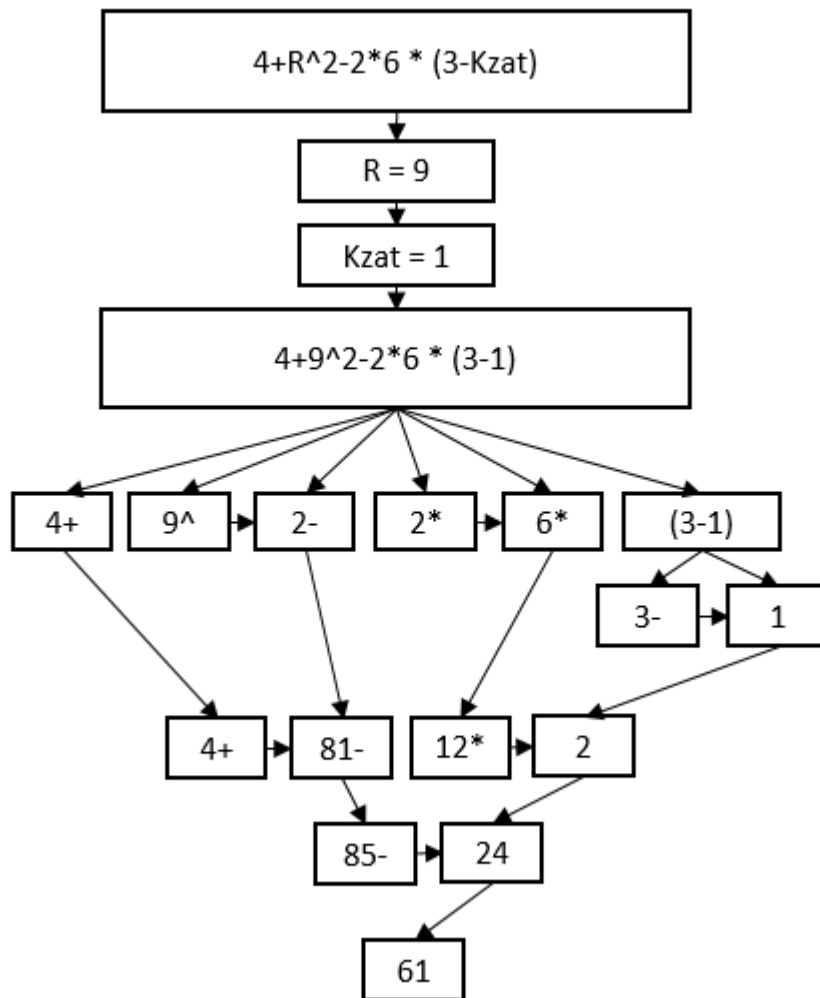 4+R^2-2*6 * (3-Kzat)
R = 9
Kzat = 1
4+9^2-2*6 * (3-1)
4+ 9^ 2- 2* 6* (3-1)
3- 1
4+ 81- 12* 2
85- 24
61